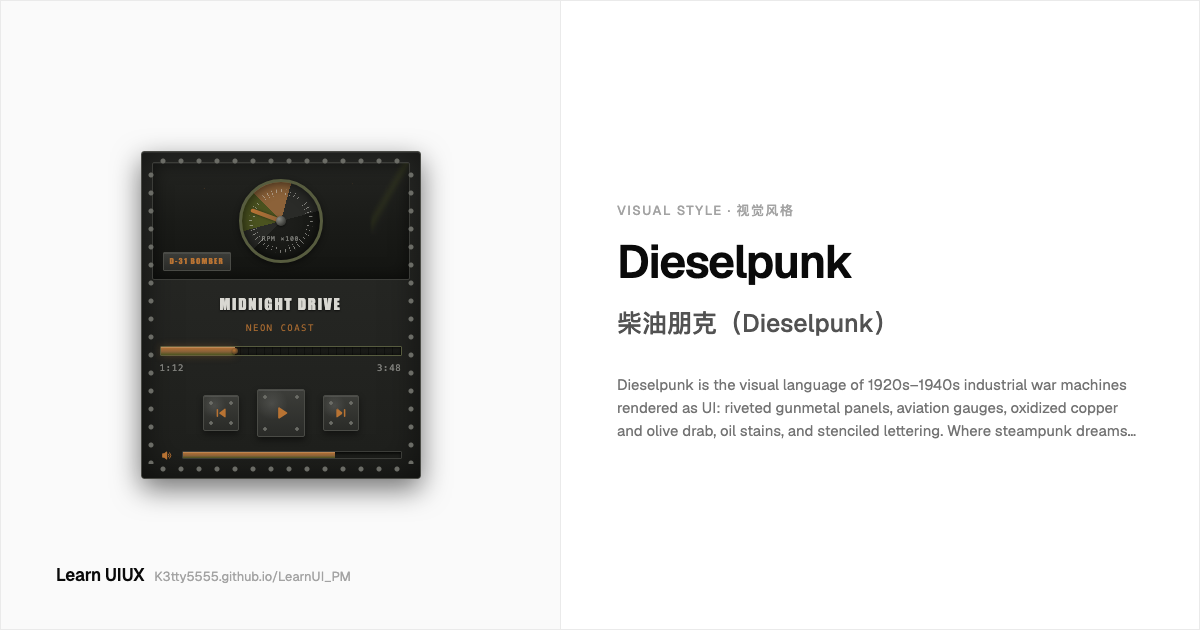 RPM ×100
D-31 BOMBER
MIDNIGHT DRIVE
NEON COAST
1:12
3:48
Learn UIUX K3tty5555.github.io/LearnUI_PM
VISUAL STYLE · 视觉风格
Dieselpunk
柴油朋克（Dieselpunk）
Dieselpunk is the visual language of 1920s–1940s industrial war machines
rendered as UI: riveted gunmetal panels, aviation gauges, oxidized copper
and olive drab, oil stains, and stenciled lettering. Where steampunk dreams…